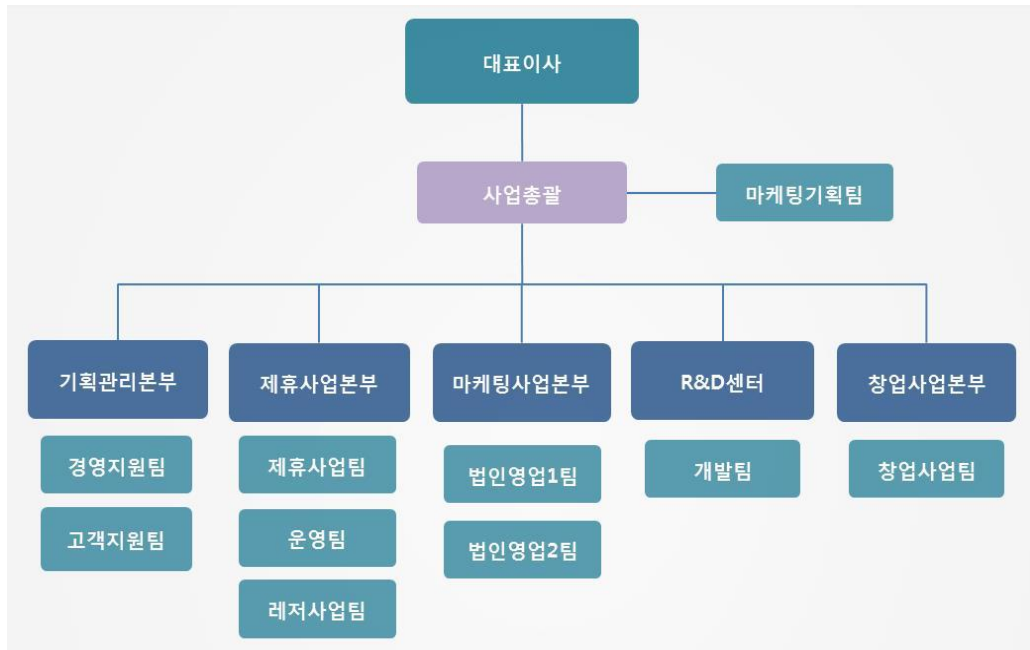 대표이사
사업총괄
마케팅기획팀
기획관리본부
제휴사업본부
마케팅사업본부
R&D센터
창업사업본부
경영지원팀
제휴사업팀
법인영업1팀
개발팀
창업사업팀
고객지원팀
운영팀
법인영업2팀
레저사업팀